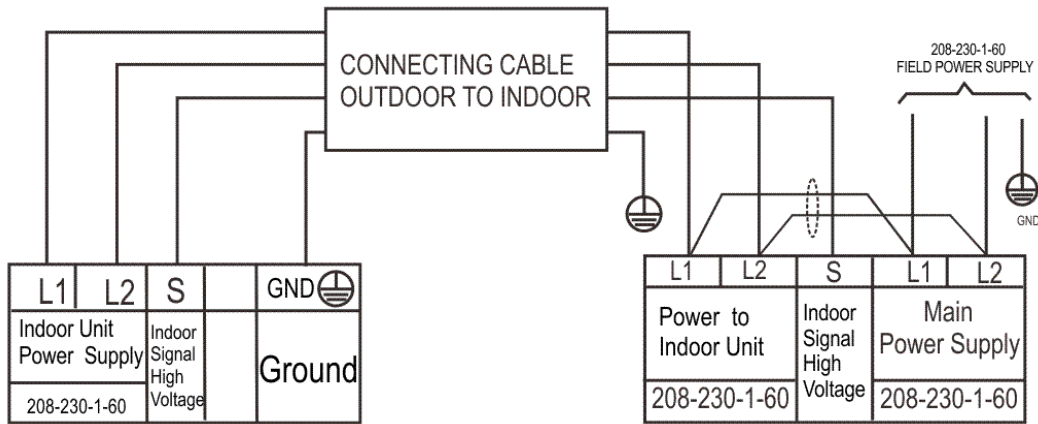 CONNECTING CABLE
OUTDOOR TO INDOOR
208-230-1-60
FIELD POWER SUPPLY
GND
L1 L2 S GND
Indoor Unit
Power Supply
208-230-1-60
Indoor
Signal
High
Voltage
Ground
L1 L2 S L1 L2
Power to
Indoor Unit
208-230-1-60
Indoor
Signal
High
Voltage
Main
Power Supply
208-230-1-60